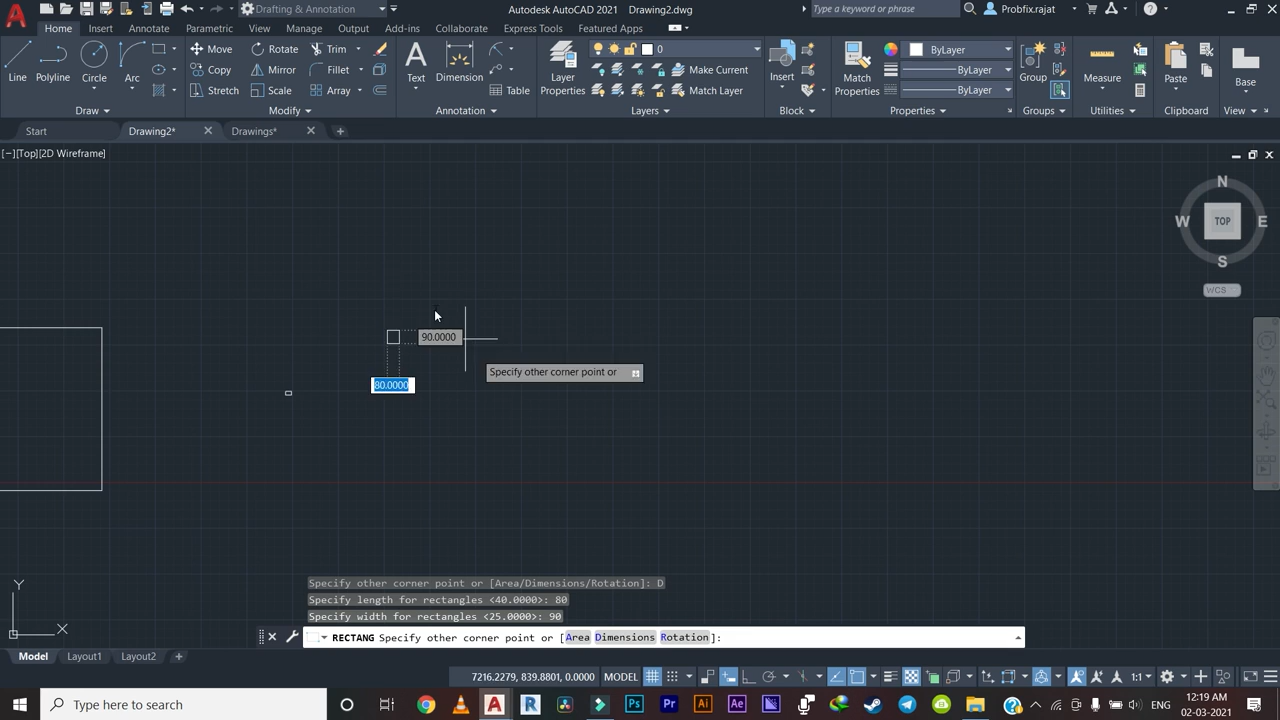 Drafting & Annotation
Autodesk AutoCAD 2021 Drawing2.dwg
Type a keyword or phrase
Probfix.rajat
Home Insert Annotate Parametric View Manage Output Add-ins Collaborate Express Tools Featured Apps
Line Polyline Circle Arc
Move Rotate Trim
Copy Mirror Fillet
Stretch Scale Array
Text Dimension
Table
Layer Properties
0
Make Current
Match Layer
Insert
Match Properties
ByLayer
ByLayer
ByLayer
Group
Measure
Paste
Base
Draw Modify Annotation Layers Block Properties Groups Utilities Clipboard View
Start Drawing2* Drawings*
[−][Top][2D Wireframe]
N
W TOP E
S
WCS
90.0000
Specify other corner point or
80.0000
Y
X
Specify other corner point or [Area/Dimensions/Rotation]: D
Specify length for rectangles <40.0000>: 80
Specify width for rectangles <25.0000>: 90
RECTANG Specify other corner point or [Area Dimensions Rotation]:
Model Layout1 Layout2
7216.2279, 839.8801, 0.0000 MODEL
1:1
Type here to search
Ps Pr Ai Ae
ENG
12:19 AM
02-03-2021